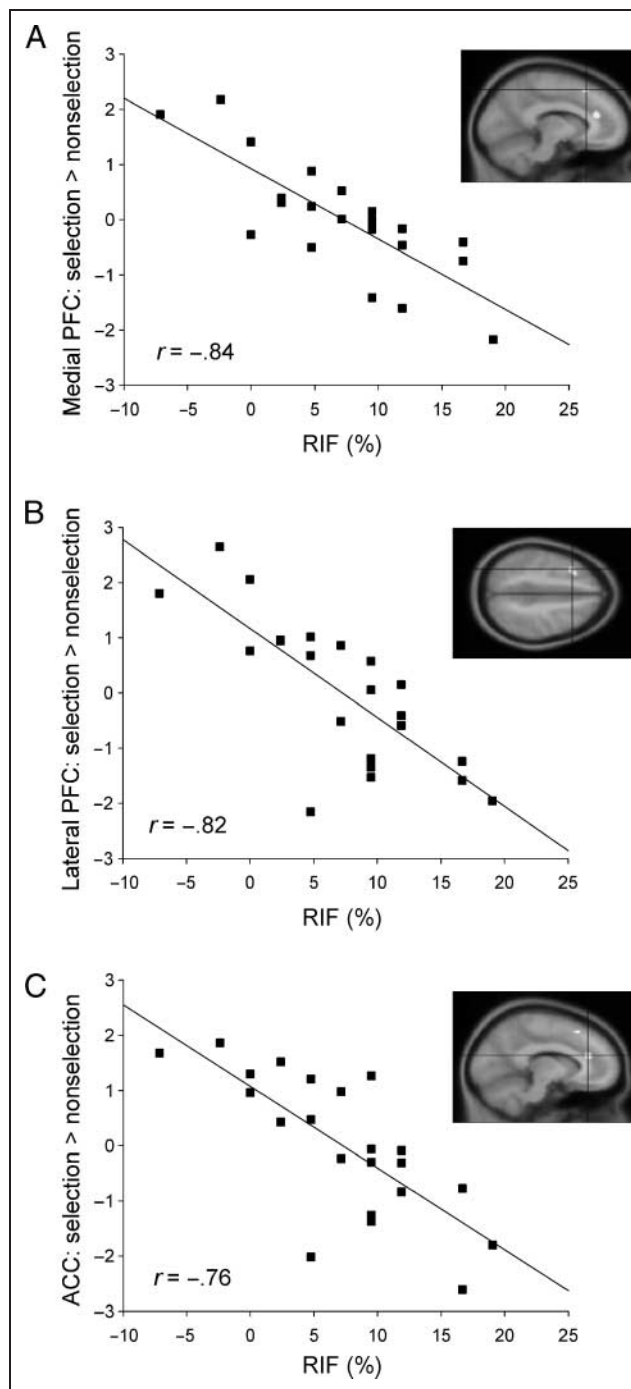 A
Medial PFC: selection > nonselection
3
2
1
0
−1
−2
−3
r = −.84
−10 −5 0 5 10 15 20 25
RIF (%)
B
Lateral PFC: selection > nonselection
3
2
1
0
−1
−2
−3
r = −.82
−10 −5 0 5 10 15 20 25
RIF (%)
C
ACC: selection > nonselection
3
2
1
0
−1
−2
−3
r = −.76
−10 −5 0 5 10 15 20 25
RIF (%)